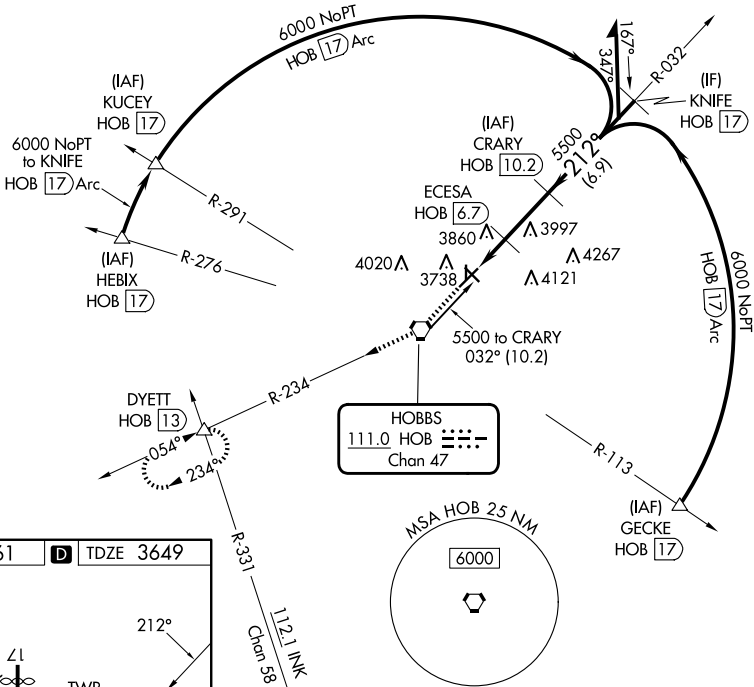 6000 NoPT
HOB 17 Arc
(IAF)
KUCEY
HOB 17
6000 NoPT
to KNIFE
HOB 17 Arc
R-291
R-276
(IAF)
HEBIX
HOB 17
167°
347°
R-032
(IF)
KNIFE
HOB 17
(IAF)
CRARY
HOB 10.2
5500
212°
(6.9)
ECESA
HOB 6.7
3860
3997
4020
3738
4267
4121
6000 NoPT
HOB 17 Arc
5500 to CRARY
032° (10.2)
R-234
DYETT
HOB 13
054°
234°
HOBBS
111.0 HOB
Chan 47
R-113
(IAF)
GECKE
HOB 17
R-331
112.1 INK
Chan 58
MSA HOB 25 NM
6000
61 D TDZE 3649
212°
17
TWR